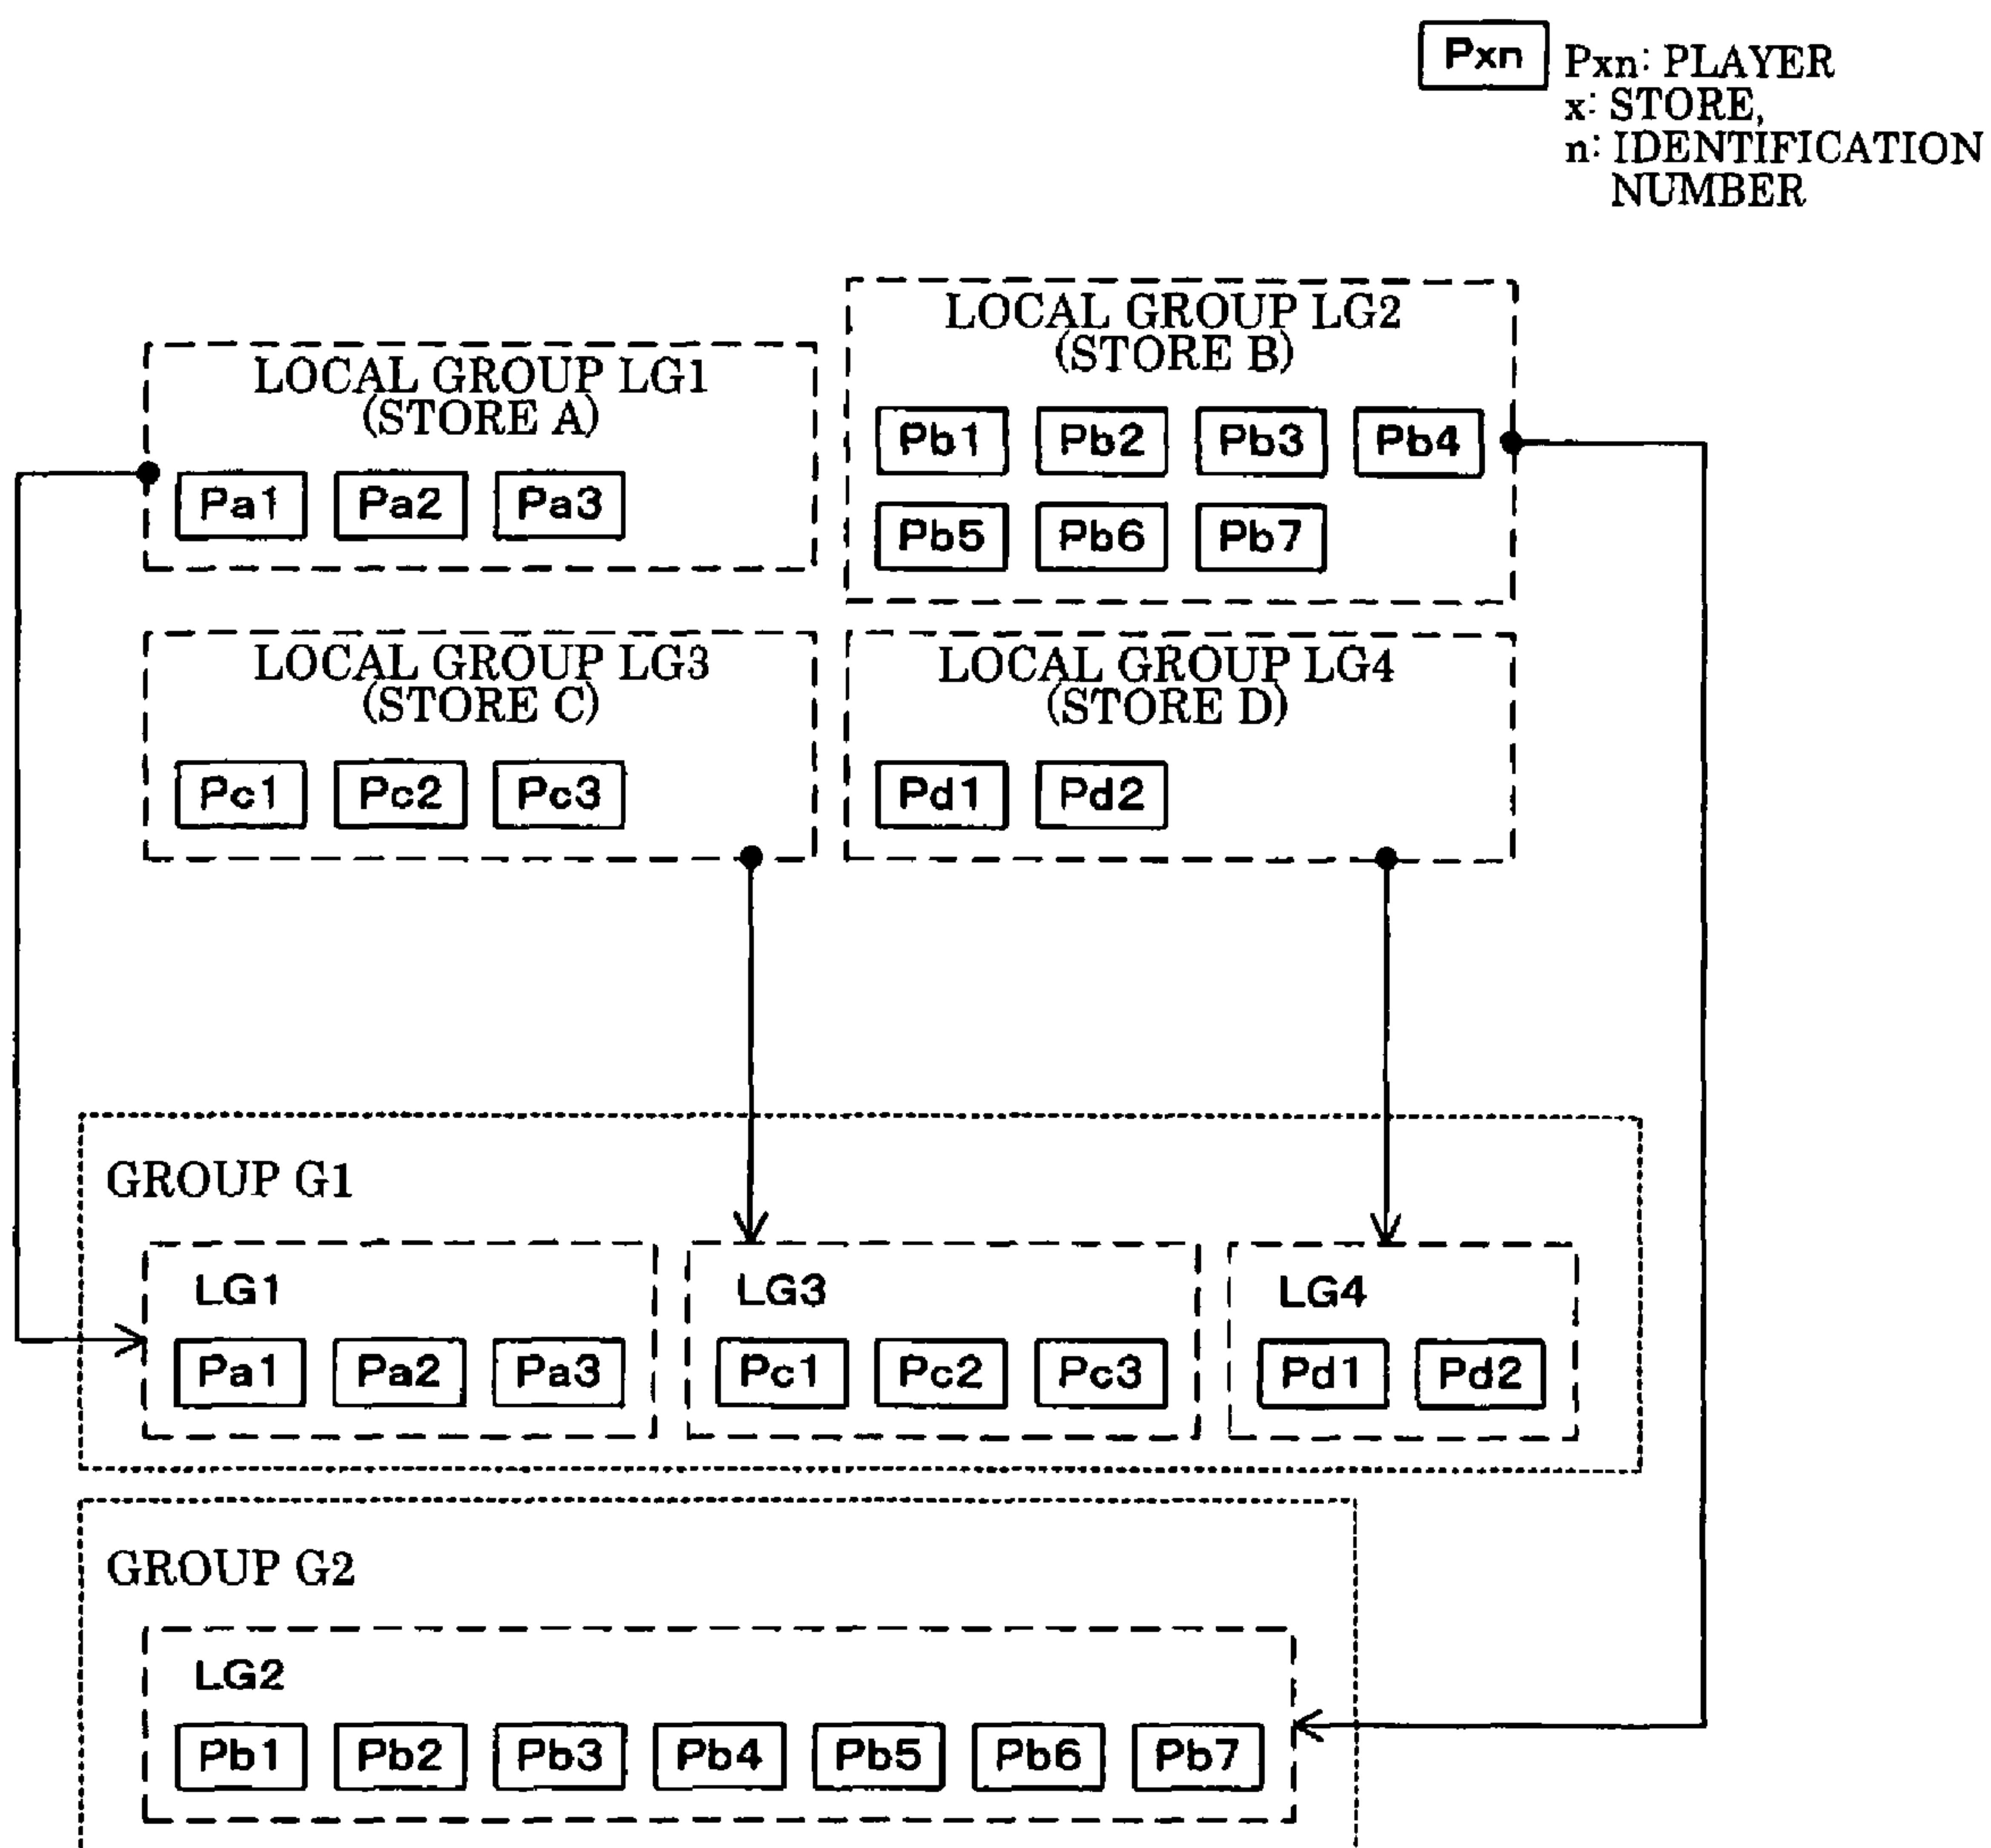 Pxn
Pxn: PLAYER
x: STORE,
n: IDENTIFICATION
NUMBER
LOCAL GROUP LG1
(STORE A)
Pa1 Pa2 Pa3
LOCAL GROUP LG2
(STORE B)
Pb1 Pb2 Pb3 Pb4
Pb5 Pb6 Pb7
LOCAL GROUP LG3
(STORE C)
Pc1 Pc2 Pc3
LOCAL GROUP LG4
(STORE D)
Pd1 Pd2
GROUP G1
LG1
Pa1 Pa2 Pa3
LG3
Pc1 Pc2 Pc3
LG4
Pd1 Pd2
GROUP G2
LG2
Pb1 Pb2 Pb3 Pb4 Pb5 Pb6 Pb7